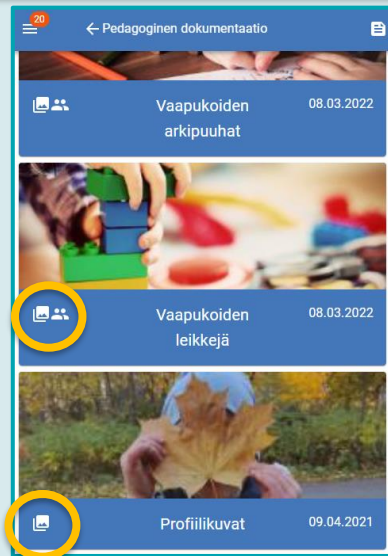 20
Pedagoginen dokumentaatio
Vaapukoiden
arkipuuhat
08.03.2022
Vaapukoiden
leikkejä
08.03.2022
Profiilikuvat
09.04.2021